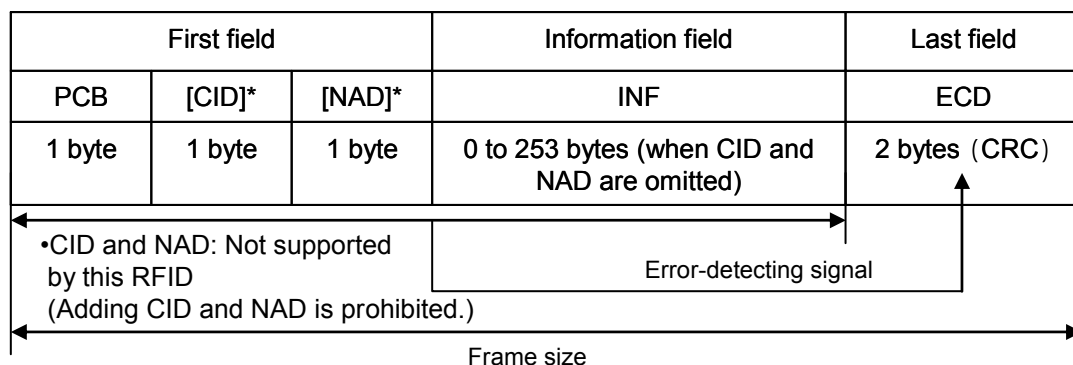 First field Information field Last field
PCB [CID]* [NAD]* INF ECD
1 byte 1 byte 1 byte 0 to 253 bytes (when CID and NAD are omitted) 2 bytes (CRC)
•CID and NAD: Not supported
by this RFID
(Adding CID and NAD is prohibited.)
Error-detecting signal
Frame size